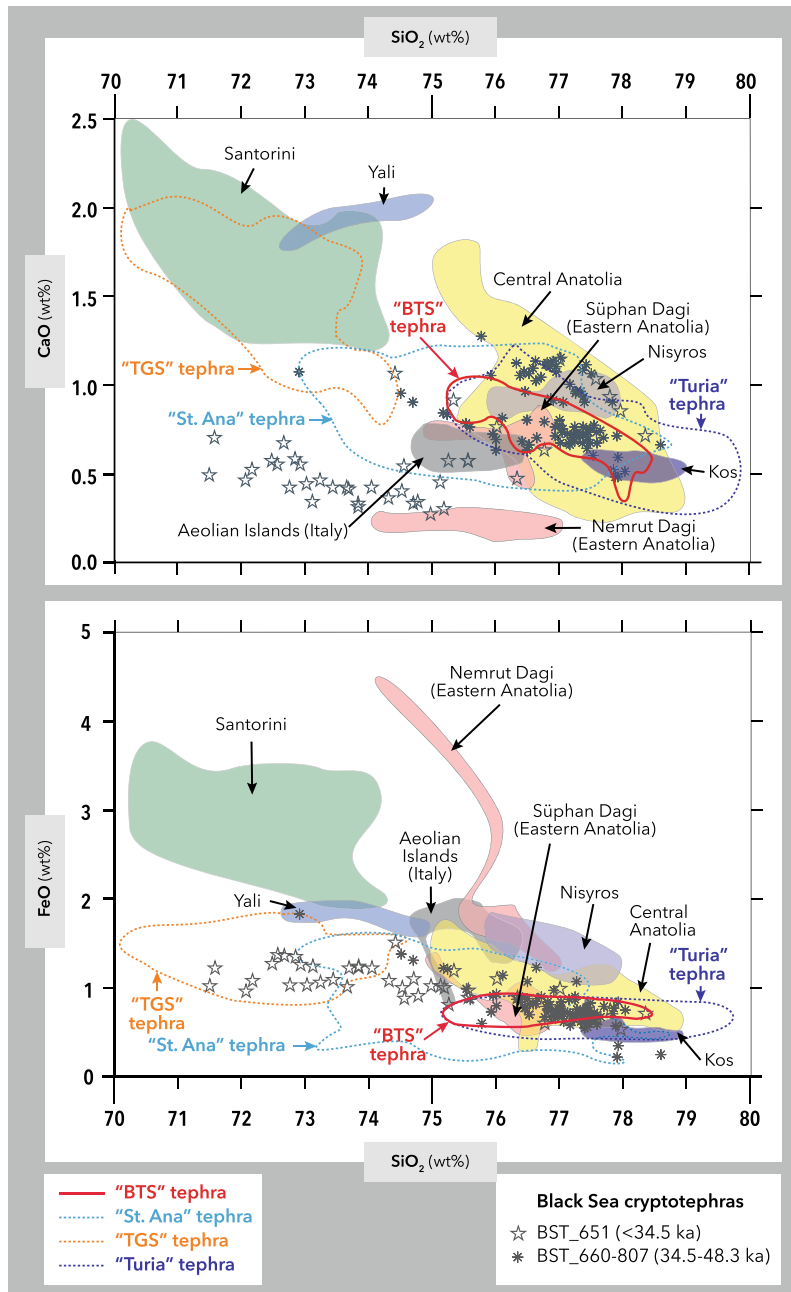 SiO2 (wt%)
70 71 72 73 74 75 76 77 78 79 80
2.5
2.0
1.5
1.0
0.5
0.0
CaO (wt%)
Santorini
Yali
Central Anatolia
"BTS"
tephra
Süphan Dagi
(Eastern Anatolia)
Nisyros
"TGS" tephra
"Turia"
tephra
"St. Ana" tephra
Kos
Aeolian Islands (Italy)
Nemrut Dagi
(Eastern Anatolia)
5
4
3
2
1
0
FeO (wt%)
Nemrut Dagi
(Eastern Anatolia)
Santorini
Süphan Dagi
(Eastern Anatolia)
Aeolian
Islands
(Italy)
Yali
Nisyros
Central
Anatolia
"Turia"
tephra
"TGS"
tephra
"BTS"
tephra
"St. Ana" tephra
Kos
70 71 72 73 74 75 76 77 78 79 80
SiO2 (wt%)
"BTS" tephra
"St. Ana" tephra
"TGS" tephra
"Turia" tephra
Black Sea cryptotephras
BST_651 (<34.5 ka)
BST_660-807 (34.5-48.3 ka)